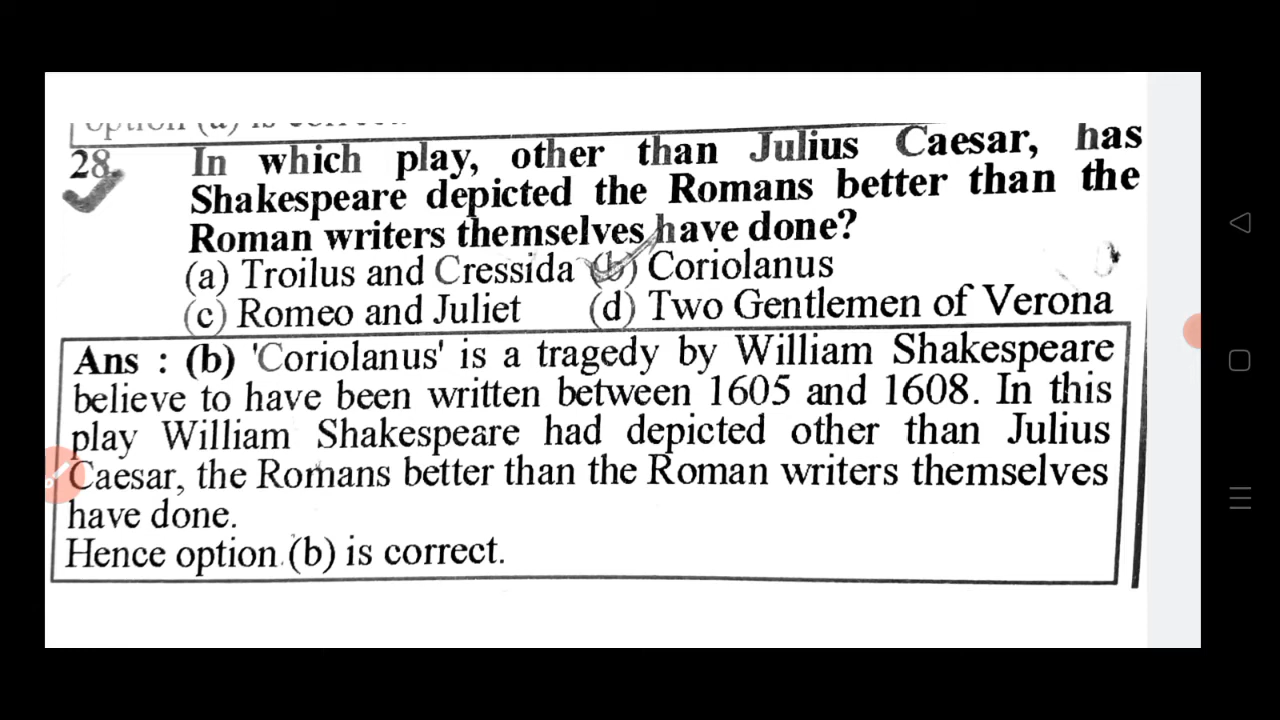 option (a) is correct.
28. In which play, other than Julius Caesar, has
Shakespeare depicted the Romans better than the
Roman writers themselves have done?
(a) Troilus and Cressida (b) Coriolanus
(c) Romeo and Juliet (d) Two Gentlemen of Verona
Ans : (b) 'Coriolanus' is a tragedy by William Shakespeare
believe to have been written between 1605 and 1608. In this
play William Shakespeare had depicted other than Julius
Caesar, the Romans better than the Roman writers themselves
have done.
Hence option (b) is correct.